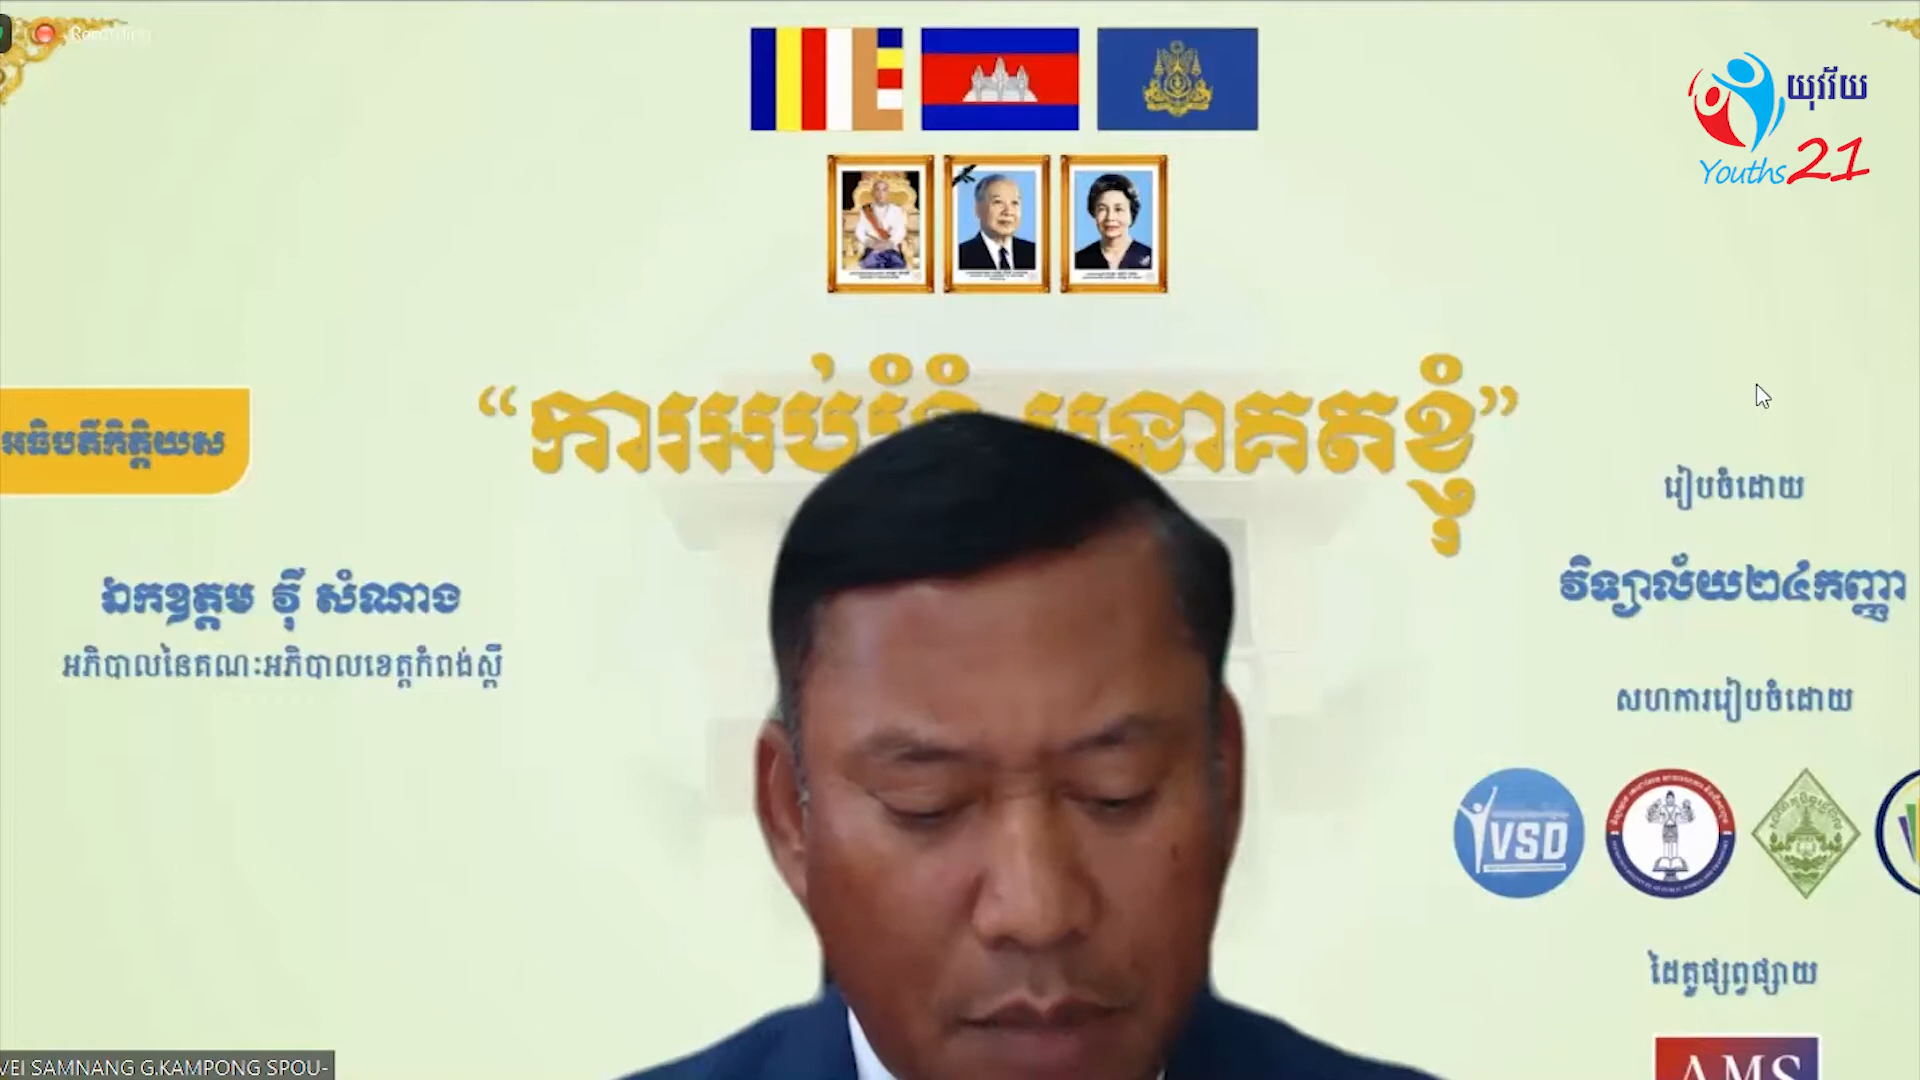 Recording
យុវវ័យ
Youths 21
“ការអប់រំ អនាគតខ្ញុំ”
អធិបតីកិត្តិយស
ឯកឧត្តម វ៉ី សំណាង
អភិបាលនៃគណៈអភិបាលខេត្តកំពង់ស្ពឺ
រៀបចំដោយ
វិទ្យាល័យ២៤កញ្ញា
សហការរៀបចំដោយ
VSD
ដៃគូផ្សព្វផ្សាយ
AMS
VEI SAMNANG G.KAMPONG SPOU-